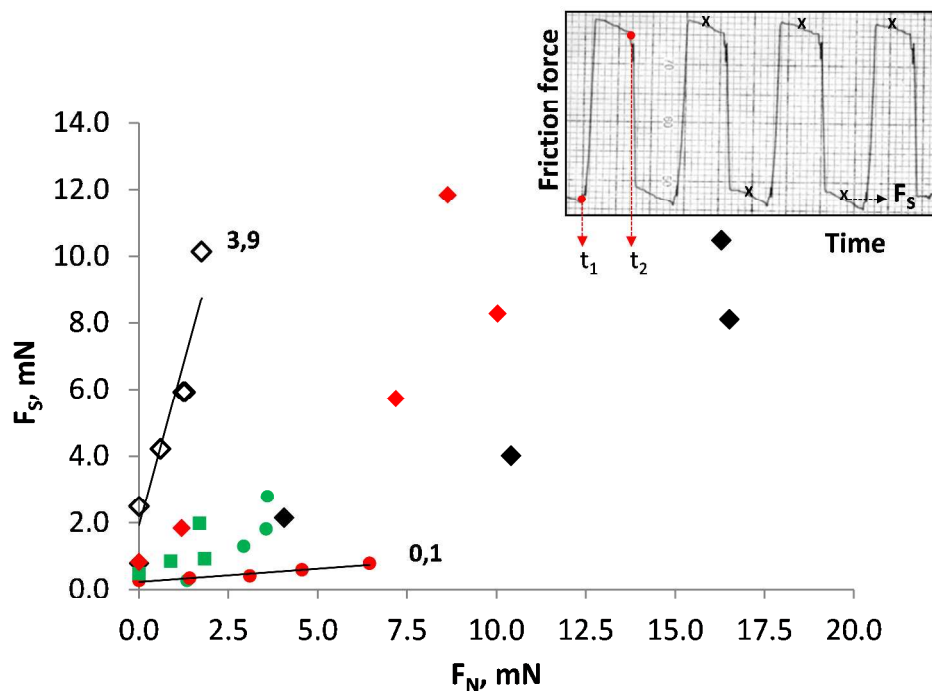 Friction force
x x x
x x
F_S
Time
t_1 t_2
14.0
12.0
10.0
8.0
6.0
4.0
2.0
0.0
F_S, mN
3,9
0,1
0.0 2.5 5.0 7.5 10.0 12.5 15.0 17.5 20.0
F_N, mN